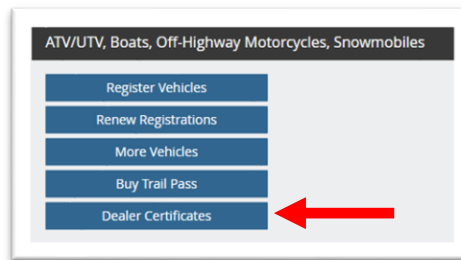 ATV/UTV, Boats, Off-Highway Motorcycles, Snowmobiles
Register Vehicles
Renew Registrations
More Vehicles
Buy Trail Pass
Dealer Certificates